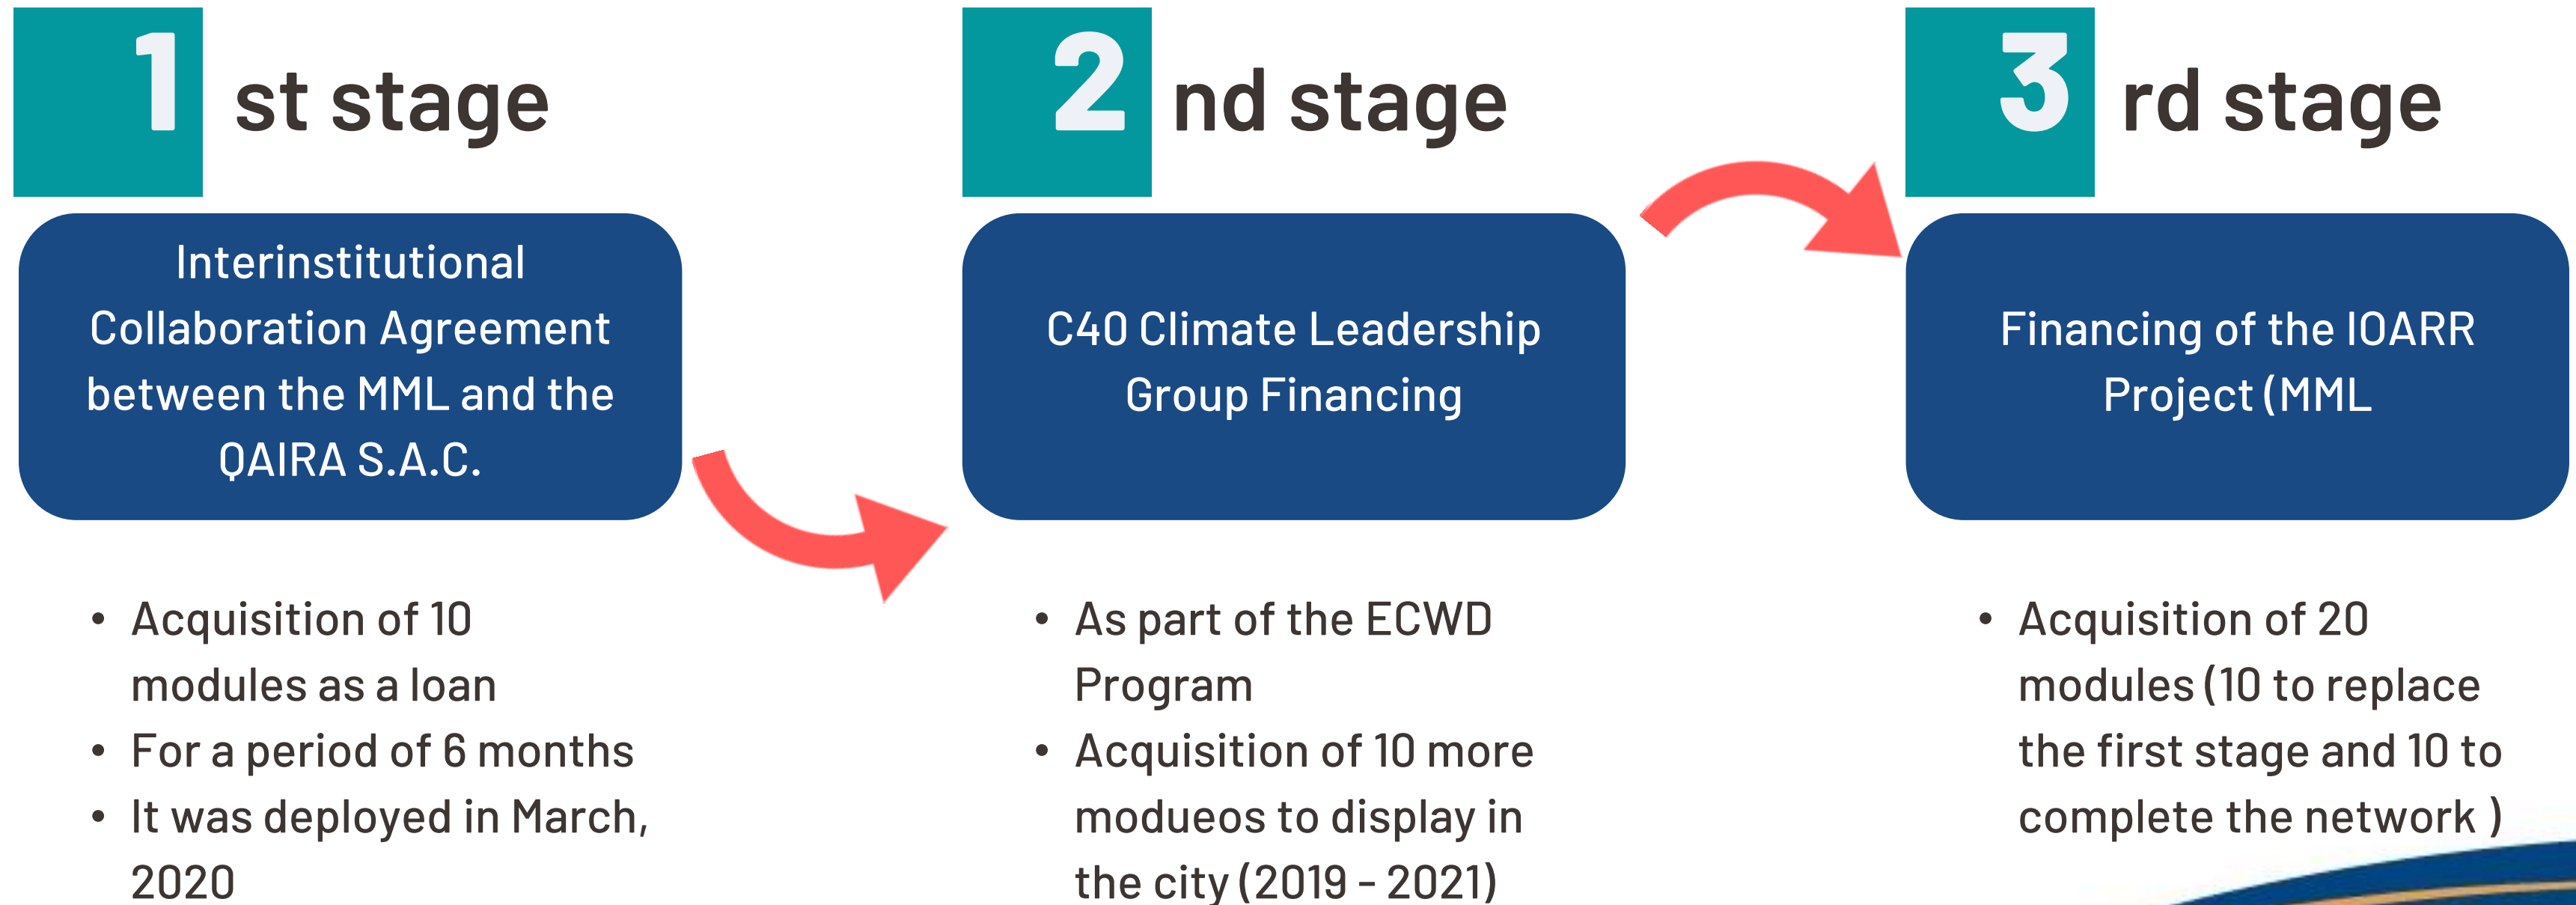 1 st stage
Interinstitutional
Collaboration Agreement
between the MML and the
QAIRA S.A.C.
• Acquisition of 10
modules as a loan
• For a period of 6 months
• It was deployed in March,
2020
2 nd stage
C40 Climate Leadership
Group Financing
• As part of the ECWD
Program
• Acquisition of 10 more
modueos to display in
the city (2019 - 2021)
3 rd stage
Financing of the IOARR
Project (MML
• Acquisition of 20
modules (10 to replace
the first stage and 10 to
complete the network )